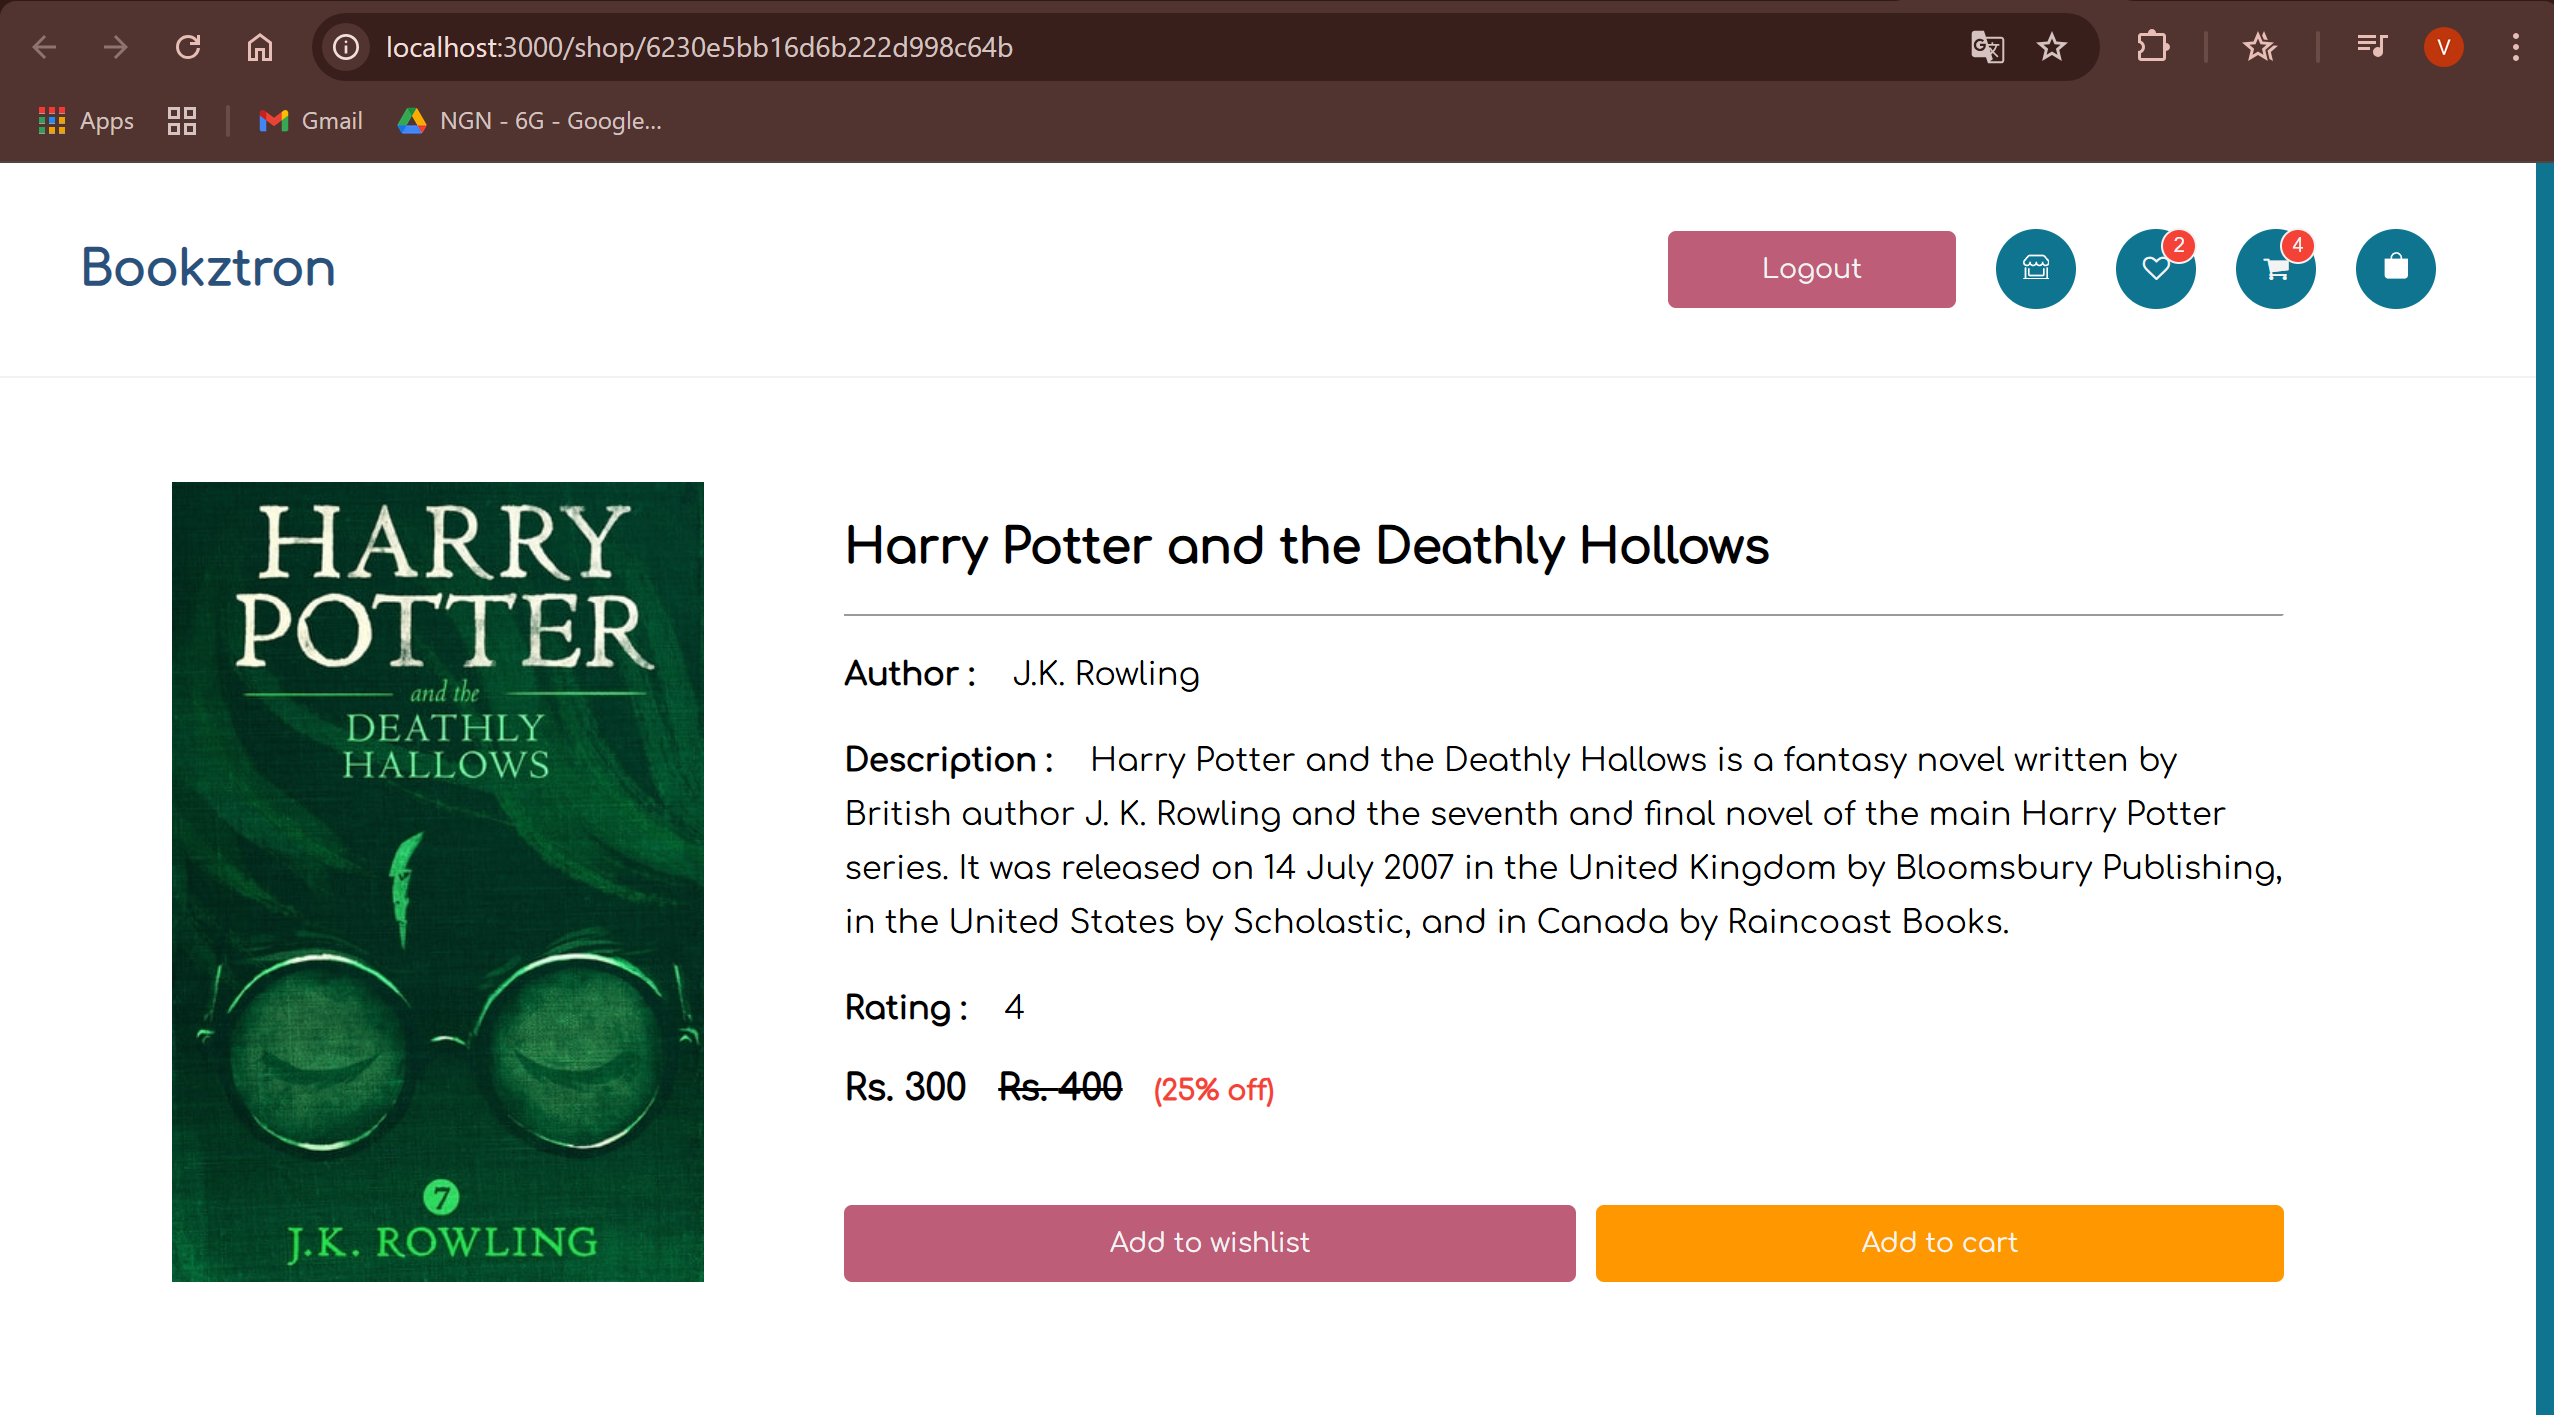 localhost:3000/shop/6230e5bb16d6b222d998c64b
V
Apps
Gmail
NGN - 6G - Google...
Bookztron
Logout
2
4
HARRY
POTTER
and the
DEATHLY
HALLOWS
7
J.K. ROWLING
Harry Potter and the Deathly Hollows
Author : J.K. Rowling
Description : Harry Potter and the Deathly Hallows is a fantasy novel written by
British author J. K. Rowling and the seventh and final novel of the main Harry Potter
series. It was released on 14 July 2007 in the United Kingdom by Bloomsbury Publishing,
in the United States by Scholastic, and in Canada by Raincoast Books.
Rating : 4
Rs. 300 Rs. 400 (25% off)
Add to wishlist
Add to cart